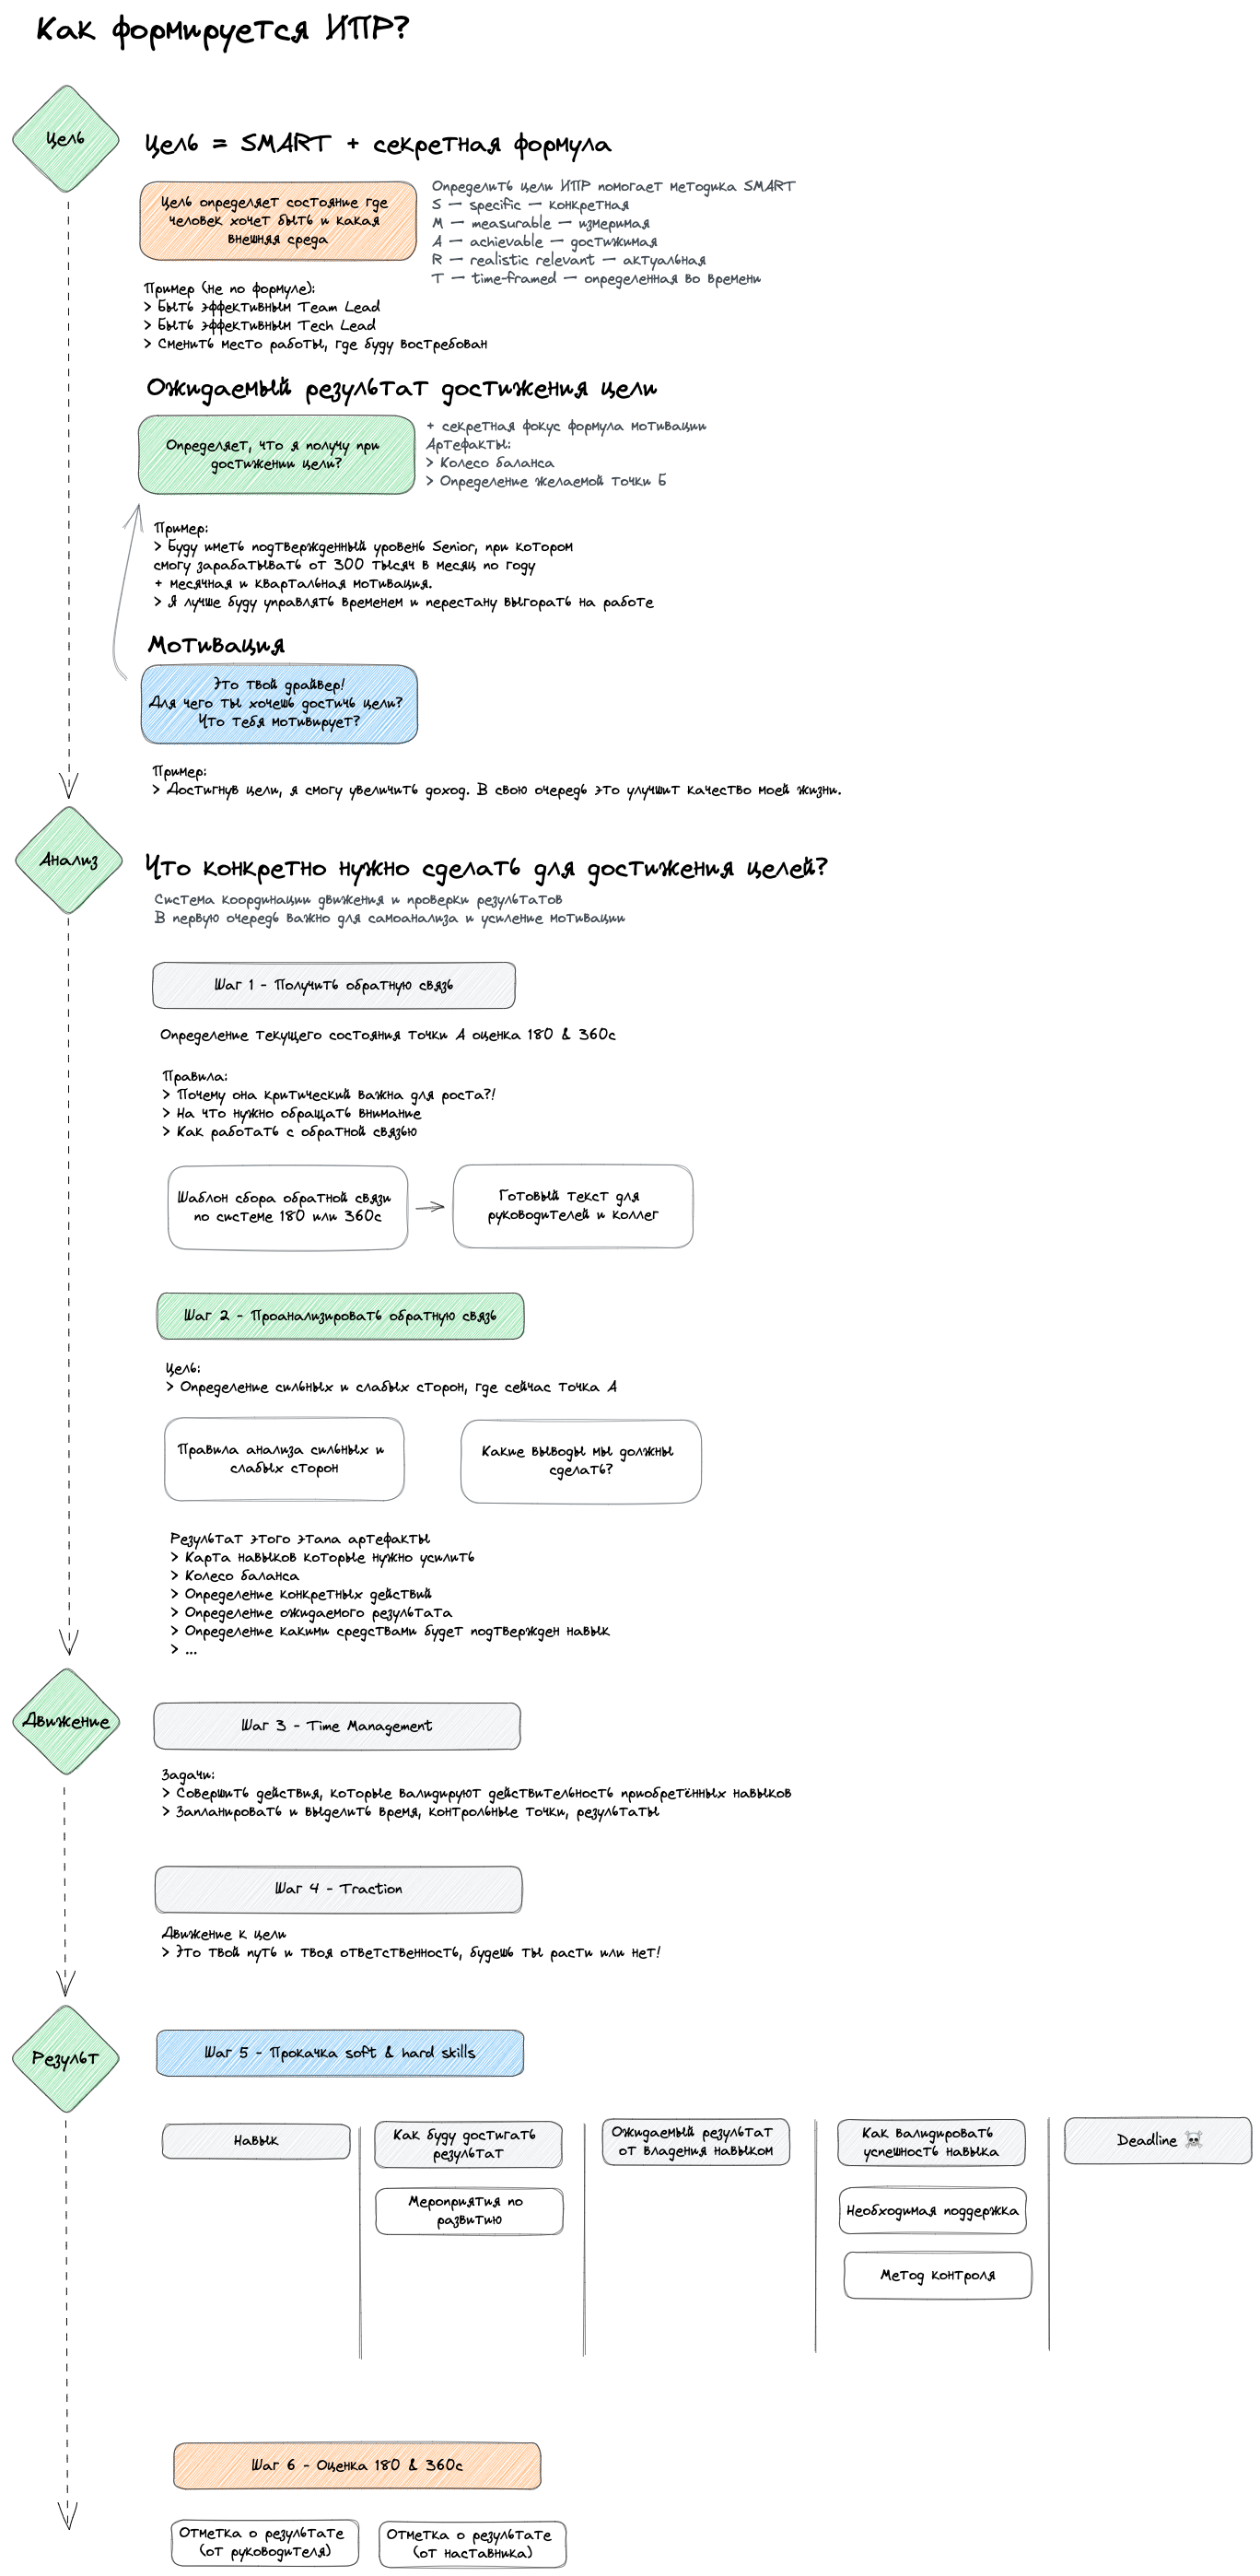 Как формируется ИПР?
Цель
Цель = SMART + секретная формула
Цель определяет состояние где
человек хочет быть и какая
внешняя среда
Определить цели ИПР помогает методика SMART
S — specific — конкретная
M — measurable — измеримая
A — achievable — достижимая
R — realistic relevant — актуальная
T — time-framed — определенная во времени
Пример (не по формуле):
> Быть эффективным Team Lead
> Быть эффективным Tech Lead
> Сменить место работы, где буду востребован
Ожидаемый результат достижения цели
Определяет, что я получу при
достижении цели?
+ секретная фокус формула мотивации
Артефакты:
> Колесо баланса
> Определение желаемой точки Б
Пример:
> Буду иметь подтвержденный уровень Senior, при котором
смогу зарабатывать от 300 тысяч в месяц по году
+ месячная и квартальная мотивация.
> Я лучше буду управлять временем и перестану выгорать на работе
Мотивация
Это твой драйвер!
Для чего ты хочешь достичь цели?
Что тебя мотивирует?
Пример:
> Достигнув цели, я смогу увеличить доход. В свою очередь это улучшит качество моей жизни.
Анализ
Что конкретно нужно сделать для достижения целей?
Система координации движения и проверки результатов
В первую очередь важно для самоанализа и усиление мотивации
Шаг 1 - Получить обратную связь
Определение текущего состояния точки А оценка 180 & 360с
Правила:
> Почему она критический важна для роста?!
> На что нужно обращать внимание
> Как работать с обратной связью
Шаблон сбора обратной связи
по системе 180 или 360с
Готовый текст для
руководителей и коллег
Шаг 2 - Проанализировать обратную связь
Цель:
> Определение сильных и слабых сторон, где сейчас точка А
Правила анализа сильных и
слабых сторон
Какие выводы мы должны
сделать?
Результат этого этапа артефакты
> Карта навыков которые нужно усилить
> Колесо баланса
> Определение конкретных действий
> Определение ожидаемого результата
> Определение какими средствами будет подтвержден навык
> ...
Движение
Шаг 3 - Time Management
Задачи:
> Совершить действия, которые валидируют действительность приобретённых навыков
> Запланировать и выделить время, контрольные точки, результаты
Шаг 4 - Traction
Движение к цели
> Это твой путь и твоя ответственность, будешь ты расти или нет!
Результ
Шаг 5 - Прокачка soft & hard skills
Навык
Как буду достигать
результат
Мероприятия по
развитию
Ожидаемый результат
от владения навыком
Как валидировать
успешность навыка
Необходимая поддержка
Метод контроля
Deadline ☠️
Шаг 6 - Оценка 180 & 360с
Отметка о результате
(от руководителя)
Отметка о результате
(от наставника)